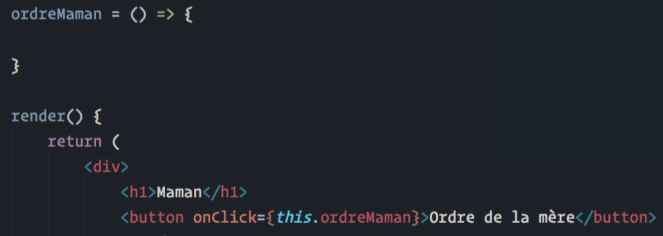 ordreMaman = () => {
}
render() {
return (
<div>
<h1>Maman</h1>
<button onClick={this.ordreMaman}>Ordre de la mère</button>